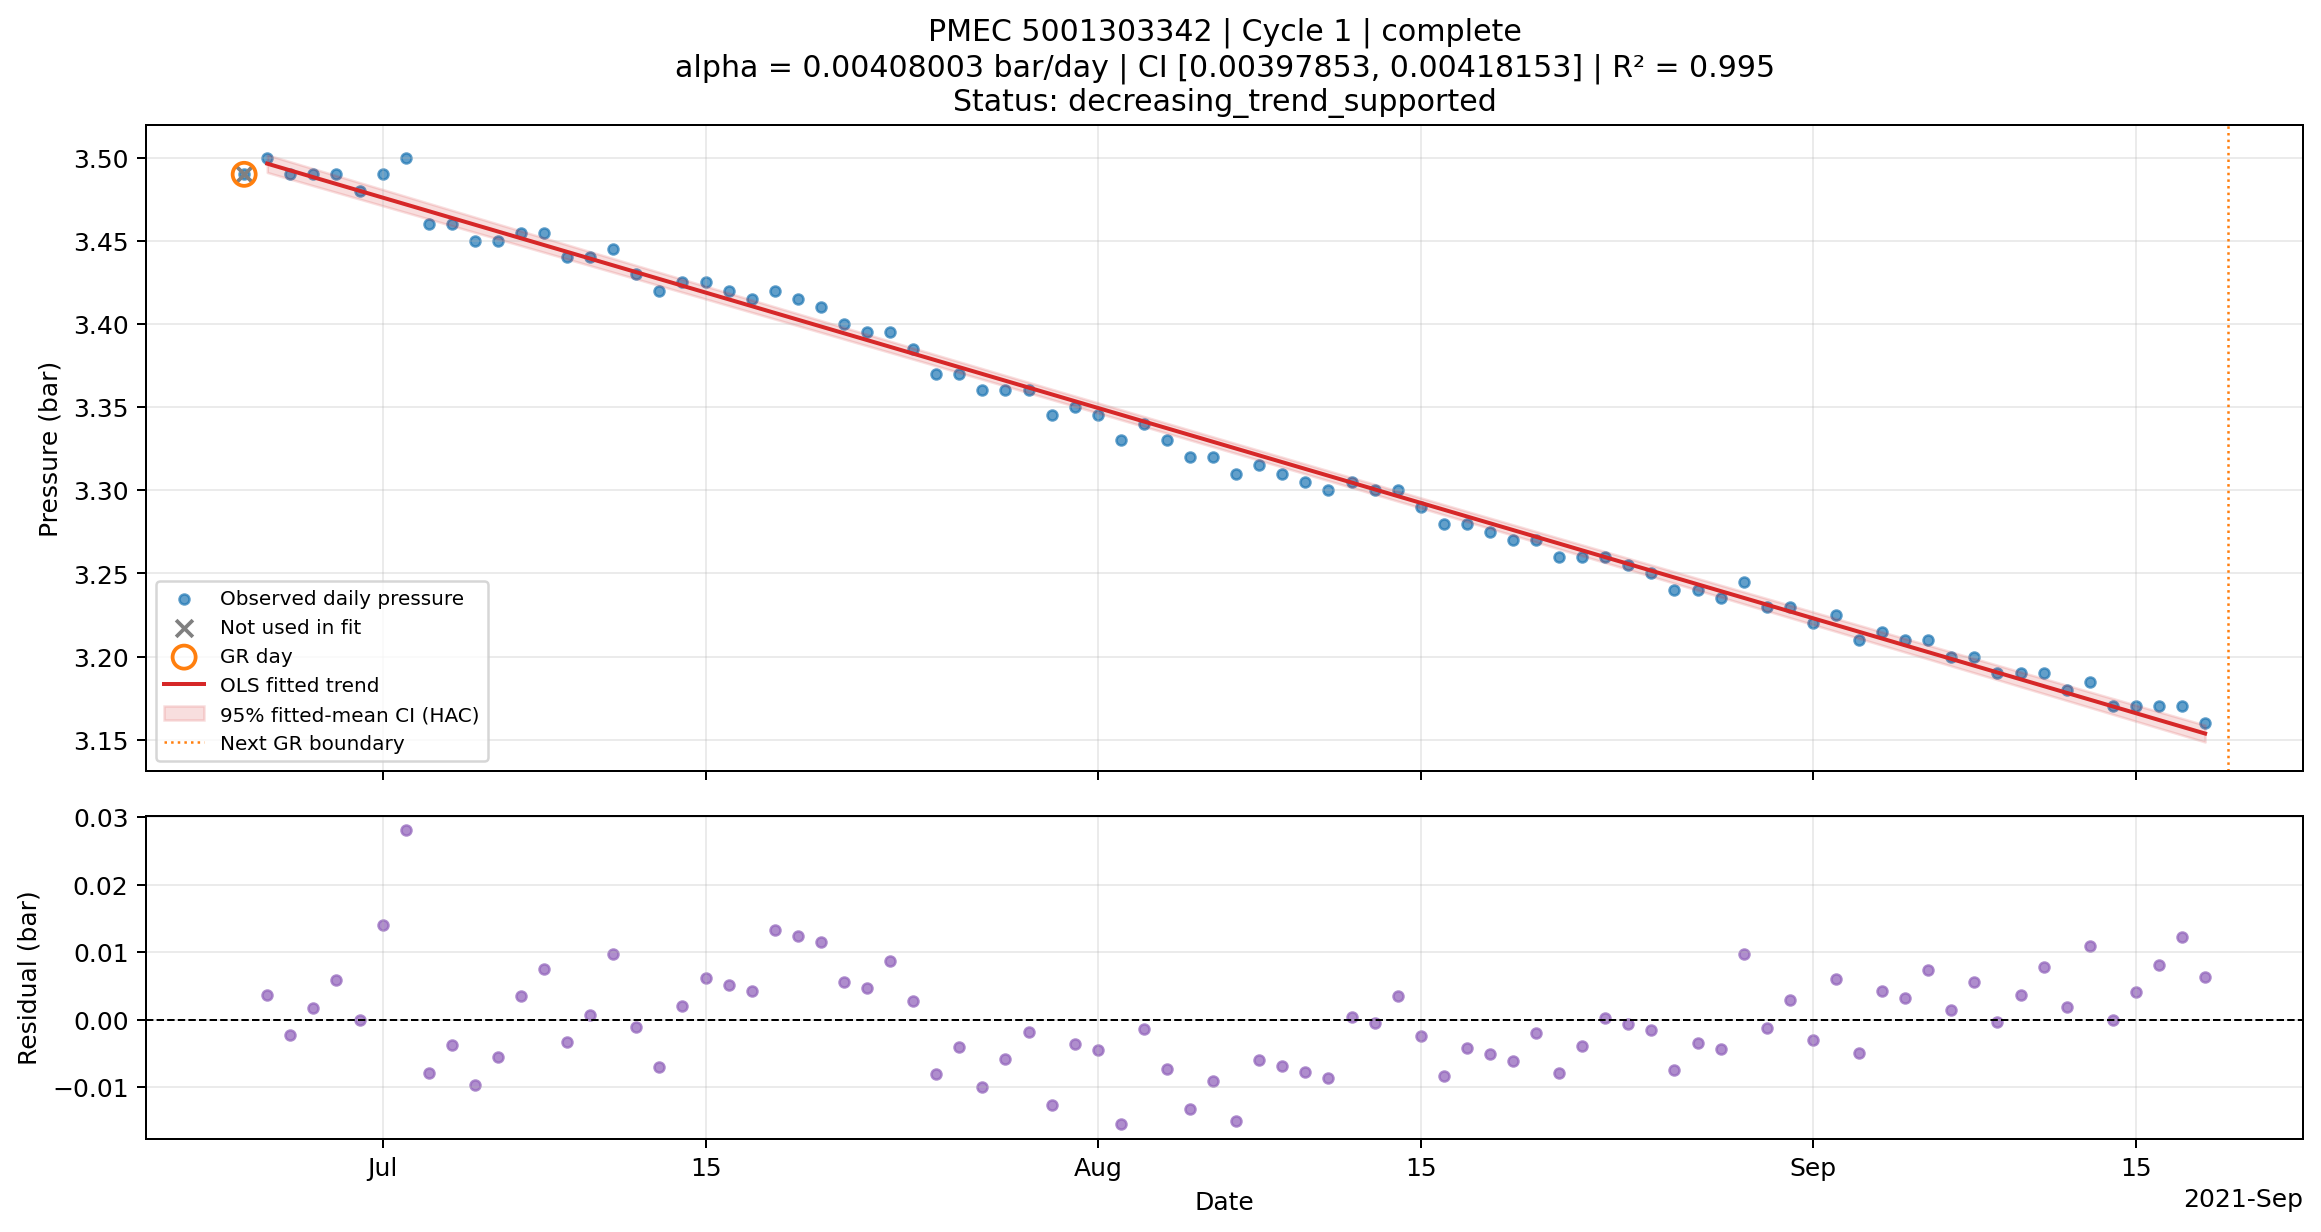 PMEC 5001303342 | Cycle 1 | complete
alpha = 0.00408003 bar/day | CI [0.00397853, 0.00418153] | R² = 0.995
Status: decreasing_trend_supported
Pressure (bar)
3.50
3.45
3.40
3.35
3.30
3.25
3.20
3.15
Observed daily pressure
Not used in fit
GR day
OLS fitted trend
95% fitted-mean CI (HAC)
Next GR boundary
Residual (bar)
0.03
0.02
0.01
0.00
−0.01
Jul 15 Aug 15 Sep 15
Date
2021-Sep